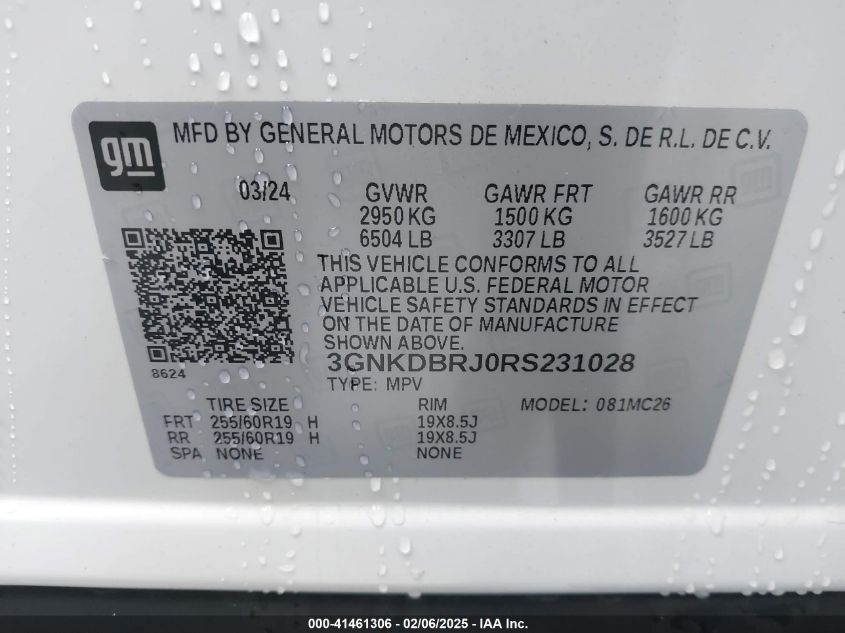 gm
MFD BY GENERAL MOTORS DE MEXICO, S. DE R.L. DE C.V.
03/24 GVWR GAWR FRT GAWR RR
2950 KG 1500 KG 1600 KG
6504 LB 3307 LB 3527 LB
THIS VEHICLE CONFORMS TO ALL
APPLICABLE U.S. FEDERAL MOTOR
VEHICLE SAFETY STANDARDS IN EFFECT
ON THE DATE OF MANUFACTURE
SHOWN ABOVE.
8624
3GNKDBRJ0RS231028
TYPE: MPV
TIRE SIZE RIM MODEL: 081MC26
FRT 255/60R19 H 19X8.5J
RR 255/60R19 H 19X8.5J
SPA NONE NONE
000-41461306 - 02/06/2025 - IAA Inc.